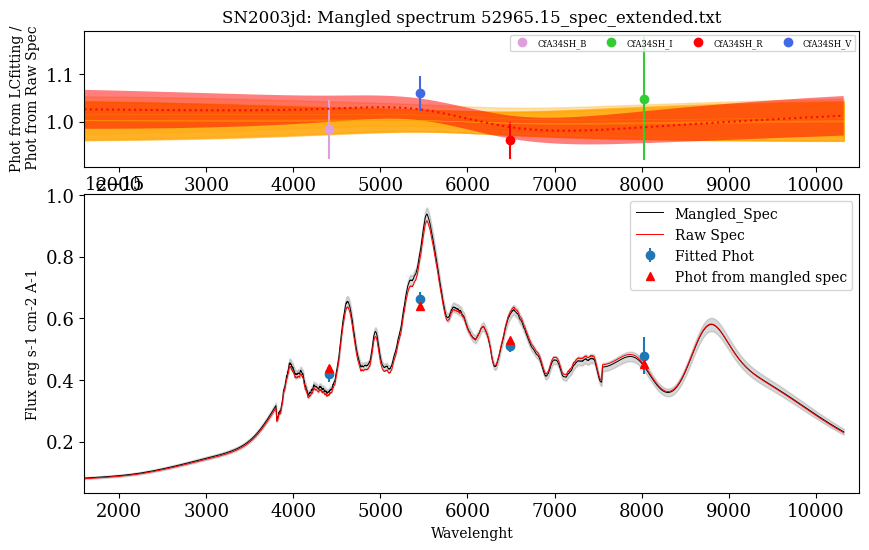 SN2003jd: Mangled spectrum 52965.15_spec_extended.txt
Phot from LCfitting /
Phot from Raw Spec
CfA34SH_B CfA34SH_I CfA34SH_R CfA34SH_V
1.1
1.0
2000 3000 4000 5000 6000 7000 8000 9000 10000
1e−15
Flux erg s-1 cm-2 A-1
1.0
0.8
0.6
0.4
0.2
Mangled_Spec
Raw Spec
Fitted Phot
Phot from mangled spec
2000 3000 4000 5000 6000 7000 8000 9000 10000
Wavelenght